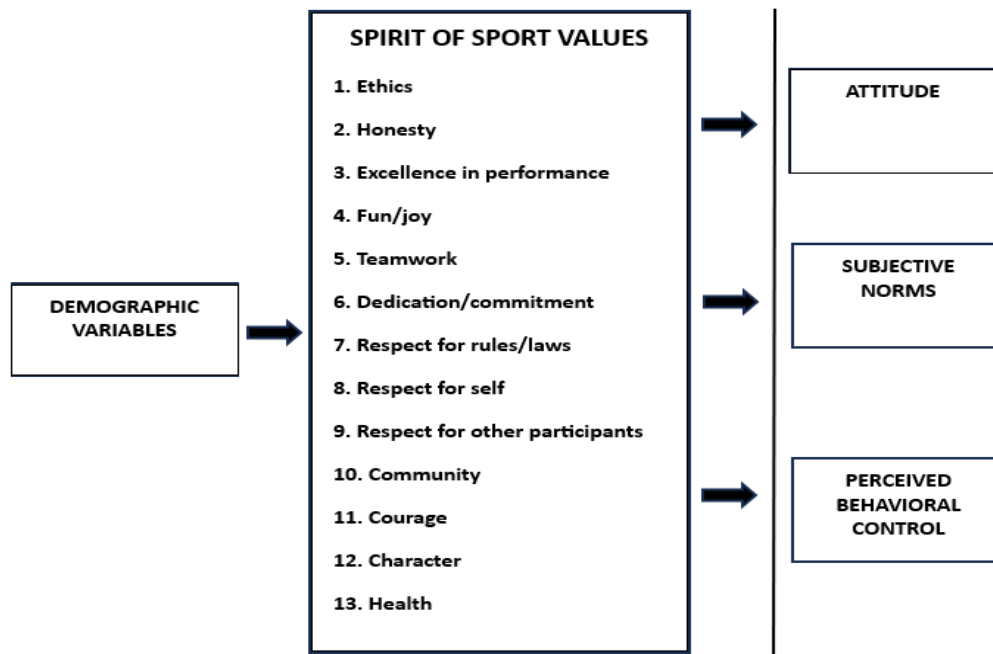 SPIRIT OF SPORT VALUES
1. Ethics
2. Honesty
3. Excellence in performance
4. Fun/joy
5. Teamwork
6. Dedication/commitment
7. Respect for rules/laws
8. Respect for self
9. Respect for other participants
10. Community
11. Courage
12. Character
13. Health
DEMOGRAPHIC
VARIABLES
ATTITUDE
SUBJECTIVE
NORMS
PERCEIVED
BEHAVIORAL
CONTROL